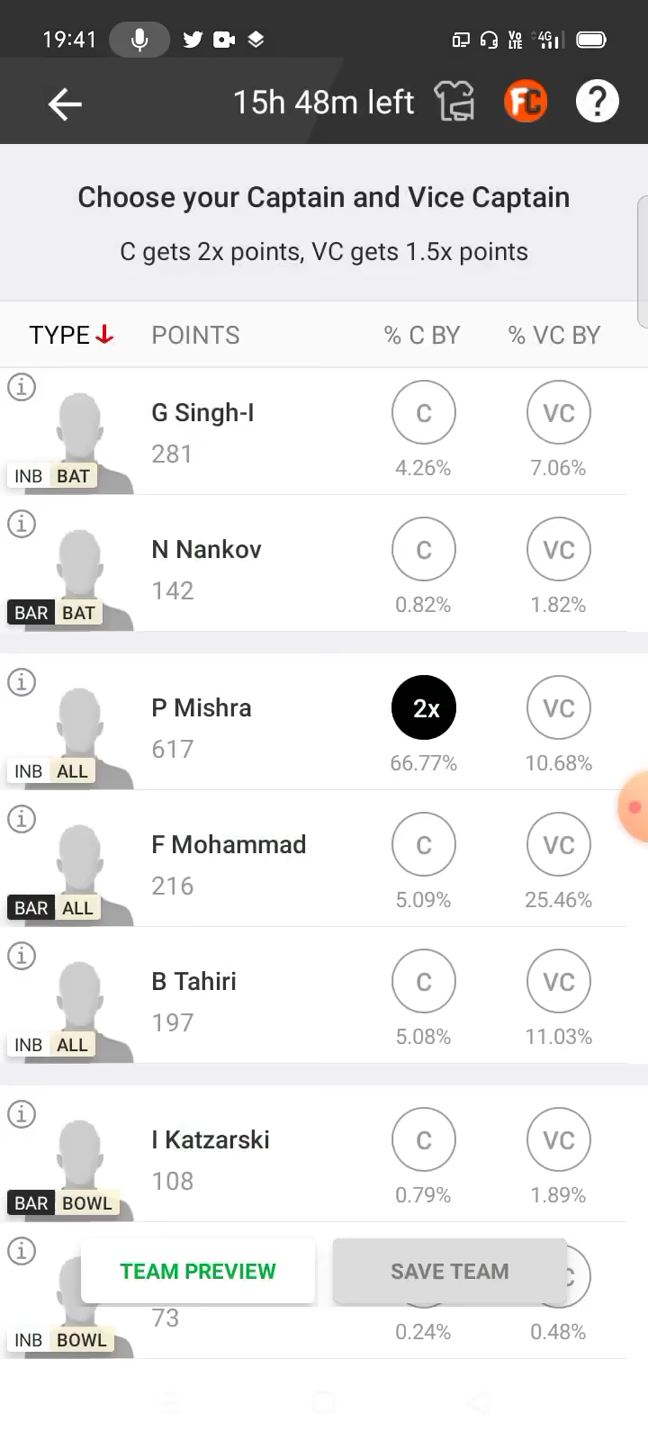 19:41 Vo LTE 4G
15h 48m left FC ?
Choose your Captain and Vice Captain
C gets 2x points, VC gets 1.5x points
TYPE POINTS % C BY % VC BY
G Singh-I C VC
281
INB BAT 4.26% 7.06%
N Nankov C VC
142
BAR BAT 0.82% 1.82%
P Mishra 2x VC
617
INB ALL 66.77% 10.68%
F Mohammad C VC
216
BAR ALL 5.09% 25.46%
B Tahiri C VC
197
INB ALL 5.08% 11.03%
I Katzarski C VC
108
BAR BOWL 0.79% 1.89%
TEAM PREVIEW SAVE TEAM C
73
INB BOWL 0.24% 0.48%